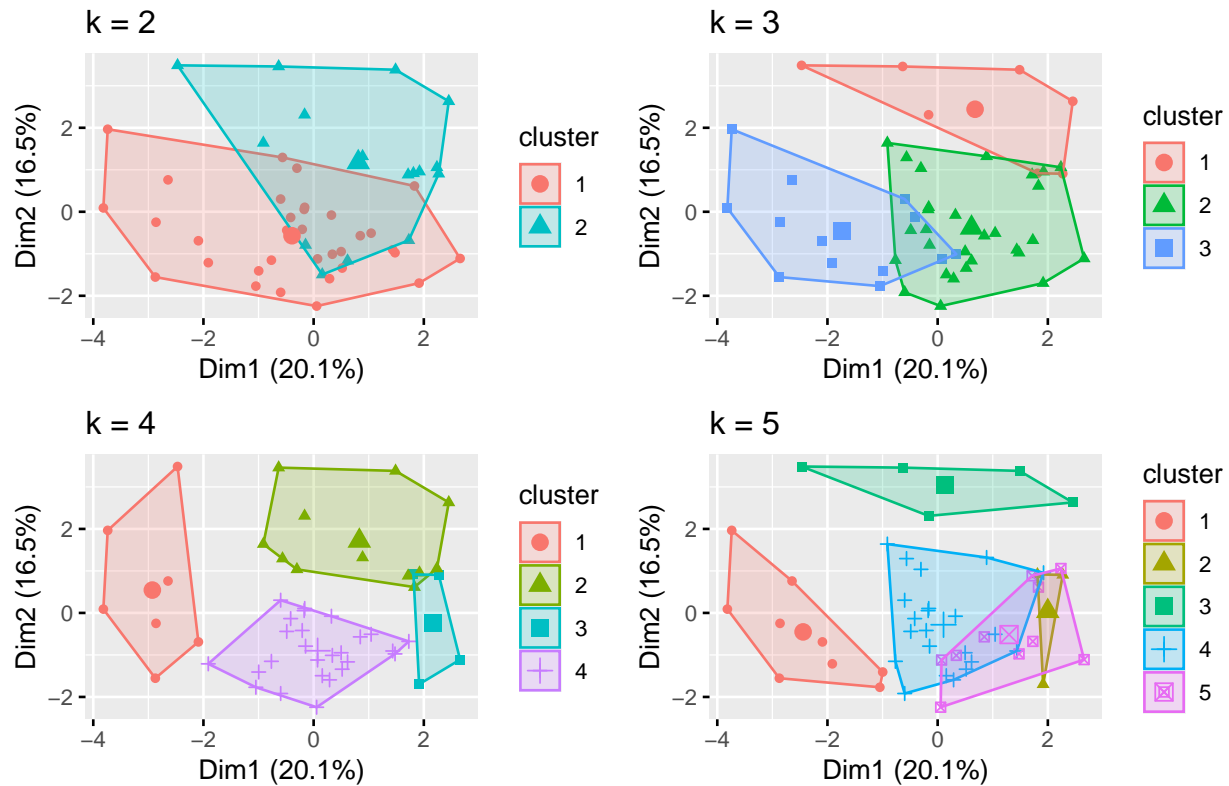 k = 2
Dim2 (16.5%)
2
0
−2
−4
−2
0
2
Dim1 (20.1%)
cluster
1
2
k = 3
Dim2 (16.5%)
2
0
−2
−4
−2
0
2
Dim1 (20.1%)
cluster
1
2
3
k = 4
Dim2 (16.5%)
2
0
−2
−4
−2
0
2
Dim1 (20.1%)
cluster
1
2
3
4
k = 5
Dim2 (16.5%)
2
0
−2
−4
−2
0
2
Dim1 (20.1%)
cluster
1
2
3
4
5